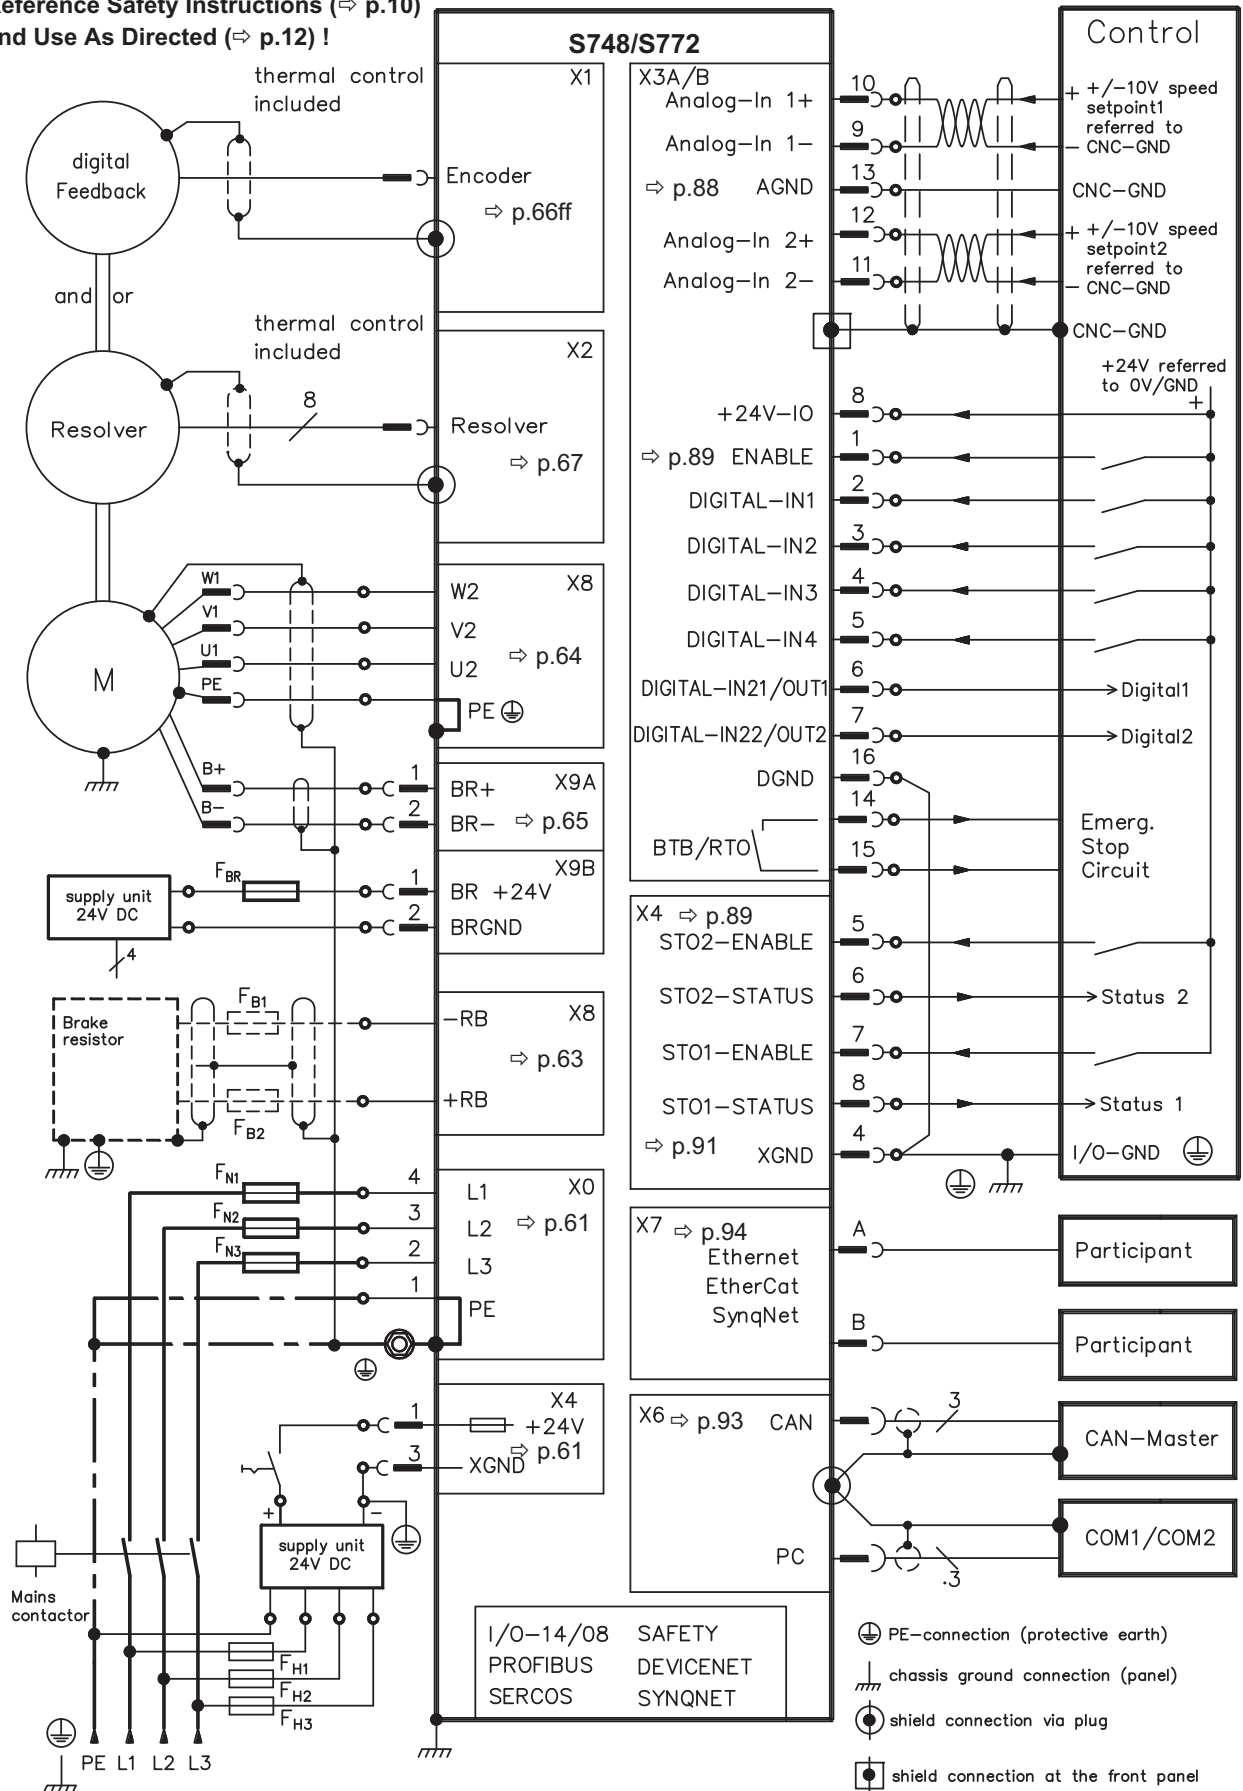 Reference Safety Instructions (⇨ p.10)
nd Use As Directed (⇨ p.12) !
S748/S772
Control
thermal control
included
X1
digital
Feedback
Encoder
⇨ p.66ff
and or
thermal control
included
X2
Resolver
8
Resolver
⇨ p.67
X8
W1
W2
V1
V2
U1
U2
⇨ p.64
M
PE
PE
B+
1
BR+
X9A
B−
2
BR−
⇨ p.65
X9B
FBR
supply unit
24V DC
4
1
BR +24V
2
BRGND
Brake
resistor
FB1
−RB
X8
⇨ p.63
FB2
+RB
FN1
4
L1
X0
FN2
3
L2
⇨ p.61
FN3
2
L3
1
PE
X4
1
+24V
3
XGND
⇨ p.61
+
−
supply unit
24V DC
Mains
contactor
FH1
FH2
FH3
PE L1 L2 L3
X3A/B
Analog−In 1+
10
+
+/−10V speed
setpoint1
referred to
CNC−GND
Analog−In 1−
9
−
⇨ p.88
AGND
13
CNC−GND
Analog−In 2+
12
+
+/−10V speed
setpoint2
referred to
CNC−GND
Analog−In 2−
11
−
CNC−GND
+24V referred
to 0V/GND
+
+24V−IO
8
⇨ p.89
ENABLE
1
DIGITAL−IN1
2
DIGITAL−IN2
3
DIGITAL−IN3
4
DIGITAL−IN4
5
DIGITAL−IN21/OUT1
6
Digital1
DIGITAL−IN22/OUT2
7
Digital2
DGND
16
14
BTB/RTO
15
Emerg.
Stop
Circuit
X4 ⇨ p.89
STO2−ENABLE
5
STO2−STATUS
6
Status 2
STO1−ENABLE
7
STO1−STATUS
8
Status 1
⇨ p.91
XGND
4
I/O−GND
X7 ⇨ p.94
Ethernet
EtherCat
SynqNet
A
Participant
B
Participant
X6 ⇨ p.93
CAN
3
CAN−Master
PC
.3
COM1/COM2
I/O−14/08 SAFETY
PROFIBUS DEVICENET
SERCOS SYNQNET
PE−connection (protective earth)
chassis ground connection (panel)
shield connection via plug
shield connection at the front panel